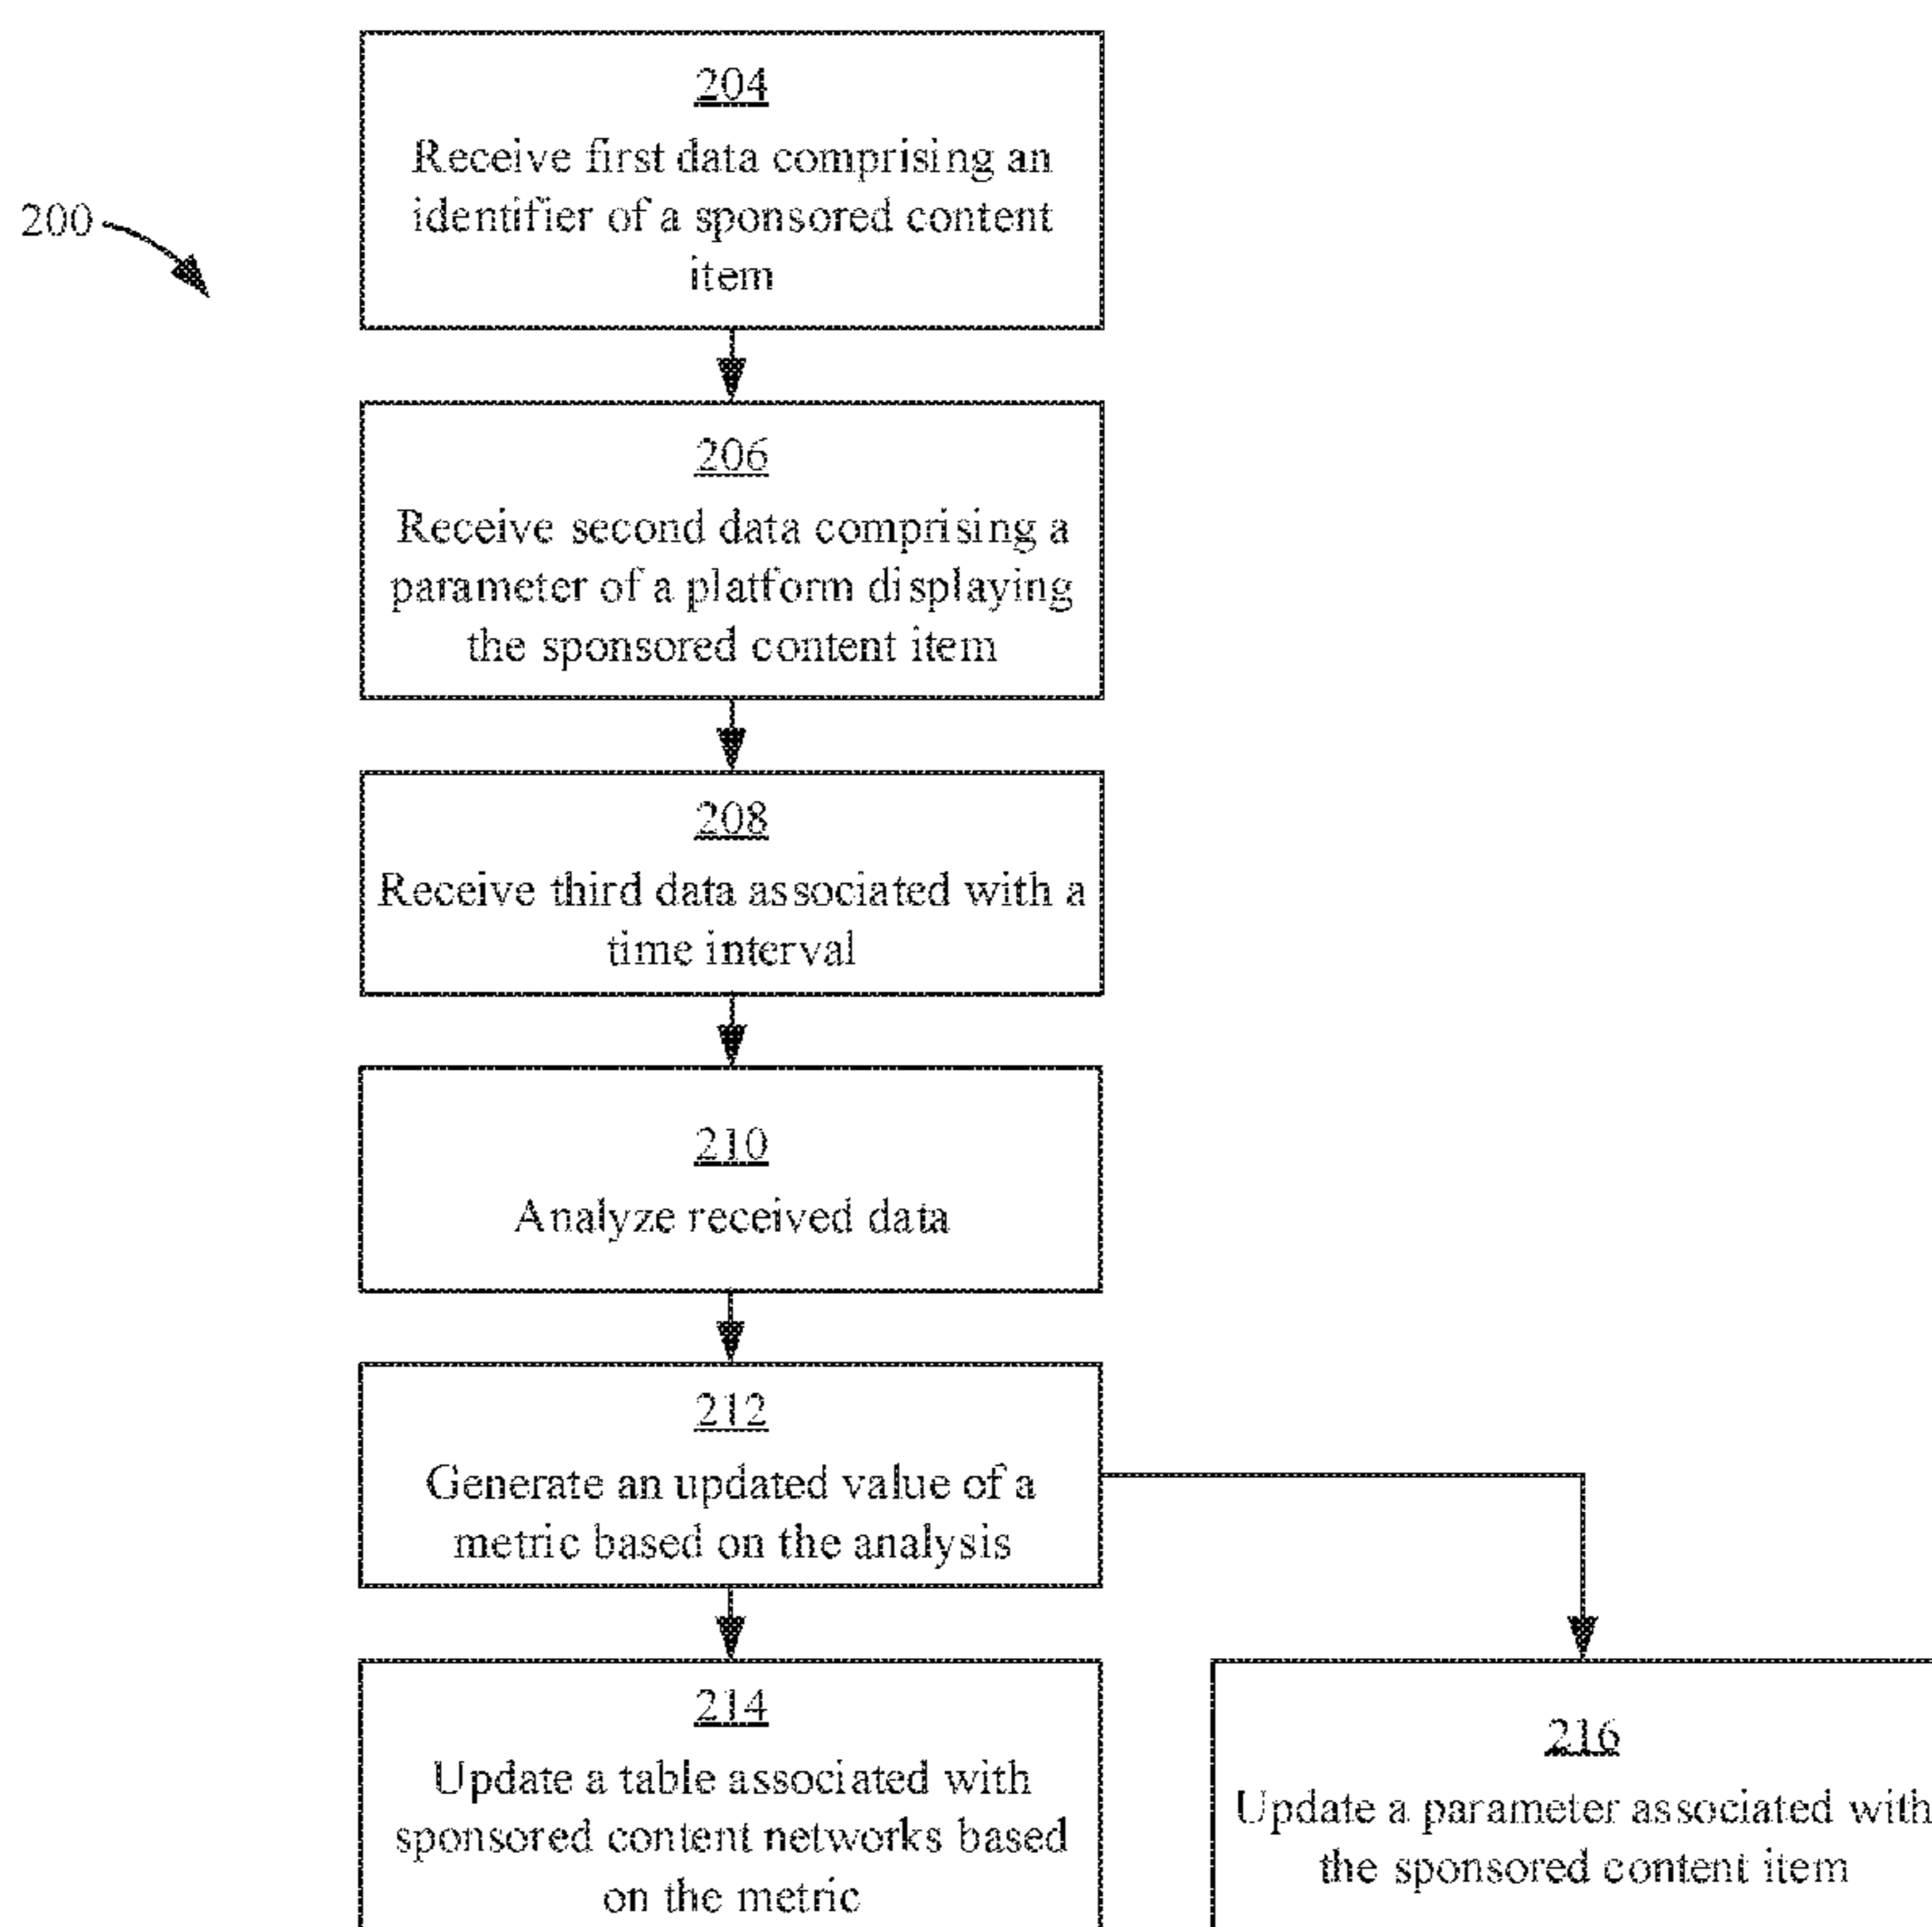 204
Receive first data comprising an
identifier of a sponsored content
item
200
206
Receive second data comprising a
parameter of a platform displaying
the sponsored content item
208
Receive third data associated with a
time interval
210
Analyze received data
212
Generate an updated value of a
metric based on the analysis
214
Update a table associated with
sponsored content networks based
on the metric
216
Update a parameter associated with
the sponsored content item